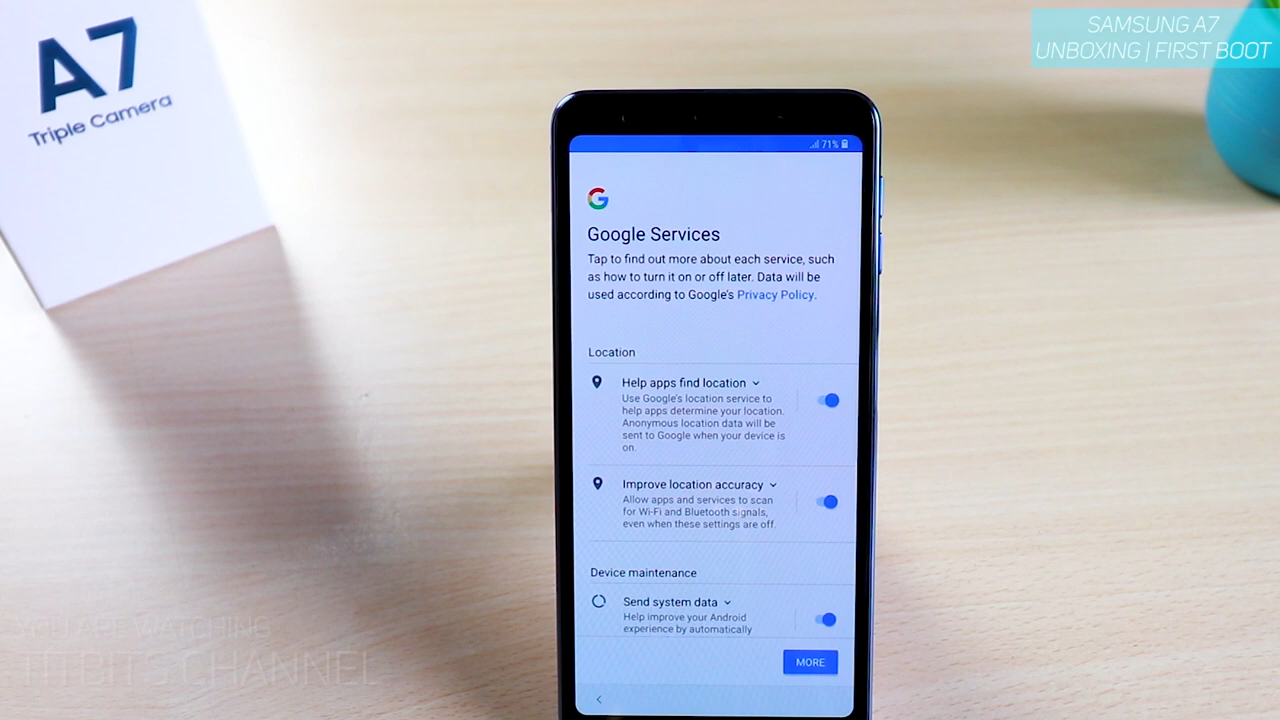 A7
Triple Camera
SAMSUNG A7
UNBOXING | FIRST BOOT
71%
Google Services
Tap to find out more about each service, such
as how to turn it on or off later. Data will be
used according to Google's Privacy Policy.
Location
Help apps find location
Use Google's location service to
help apps determine your location.
Anonymous location data will be
sent to Google when your device is
on.
Improve location accuracy
Allow apps and services to scan
for Wi-Fi and Bluetooth signals,
even when these settings are off.
Device maintenance
Send system data
Help improve your Android
experience by automatically
MORE
YOU ARE WATCHING
TITBITS CHANNEL